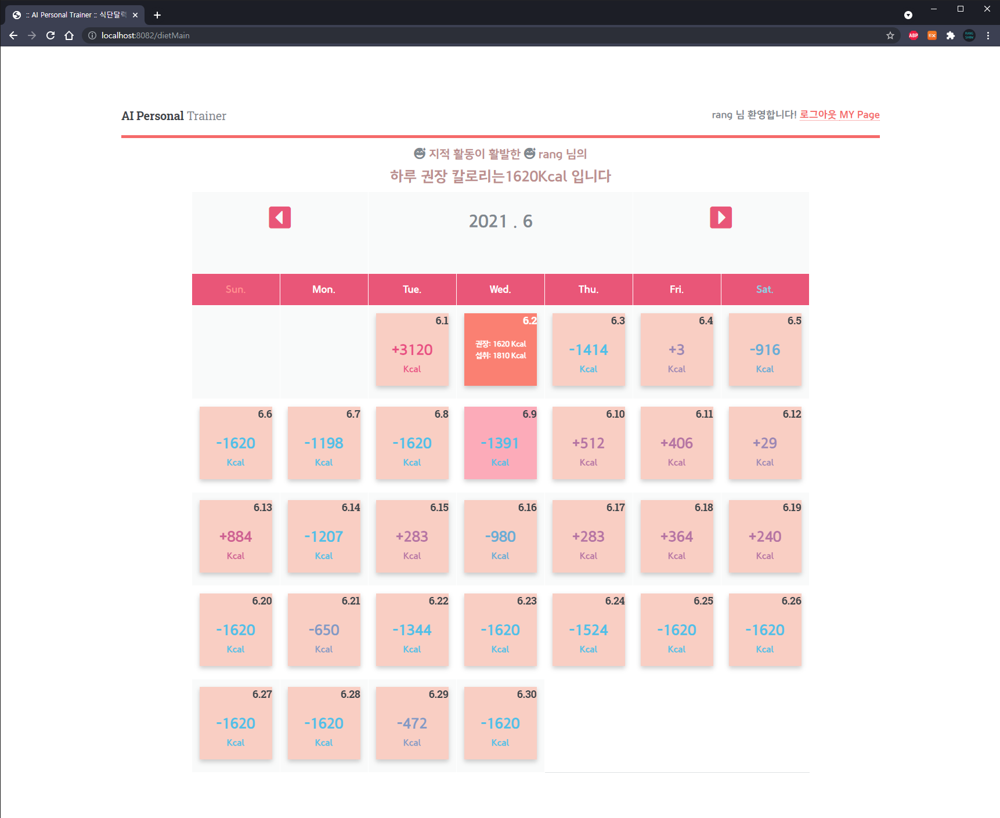 :: AI Personal Trainer :: 식단달력
localhost:8082/dietMain
ABP
EX
RANG
SHOW
AI Personal Trainer
rang 님 환영합니다! 로그아웃 MY Page
지적 활동이 활발한 rang 님의
하루 권장 칼로리는1620Kcal 입니다
2021 . 6
Sun. Mon. Tue. Wed. Thu. Fri. Sat.
6.1 6.2 6.3 6.4 6.5
권장: 1620 Kcal
+3120 -1414 +3 -916
섭취: 1810 Kcal
Kcal Kcal Kcal Kcal
6.6 6.7 6.8 6.9 6.10 6.11 6.12
-1620 -1198 -1620 -1391 +512 +406 +29
Kcal Kcal Kcal Kcal Kcal Kcal Kcal
6.13 6.14 6.15 6.16 6.17 6.18 6.19
+884 -1207 +283 -980 +283 +364 +240
Kcal Kcal Kcal Kcal Kcal Kcal Kcal
6.20 6.21 6.22 6.23 6.24 6.25 6.26
-1620 -650 -1344 -1620 -1524 -1620 -1620
Kcal Kcal Kcal Kcal Kcal Kcal Kcal
6.27 6.28 6.29 6.30
-1620 -1620 -472 -1620
Kcal Kcal Kcal Kcal